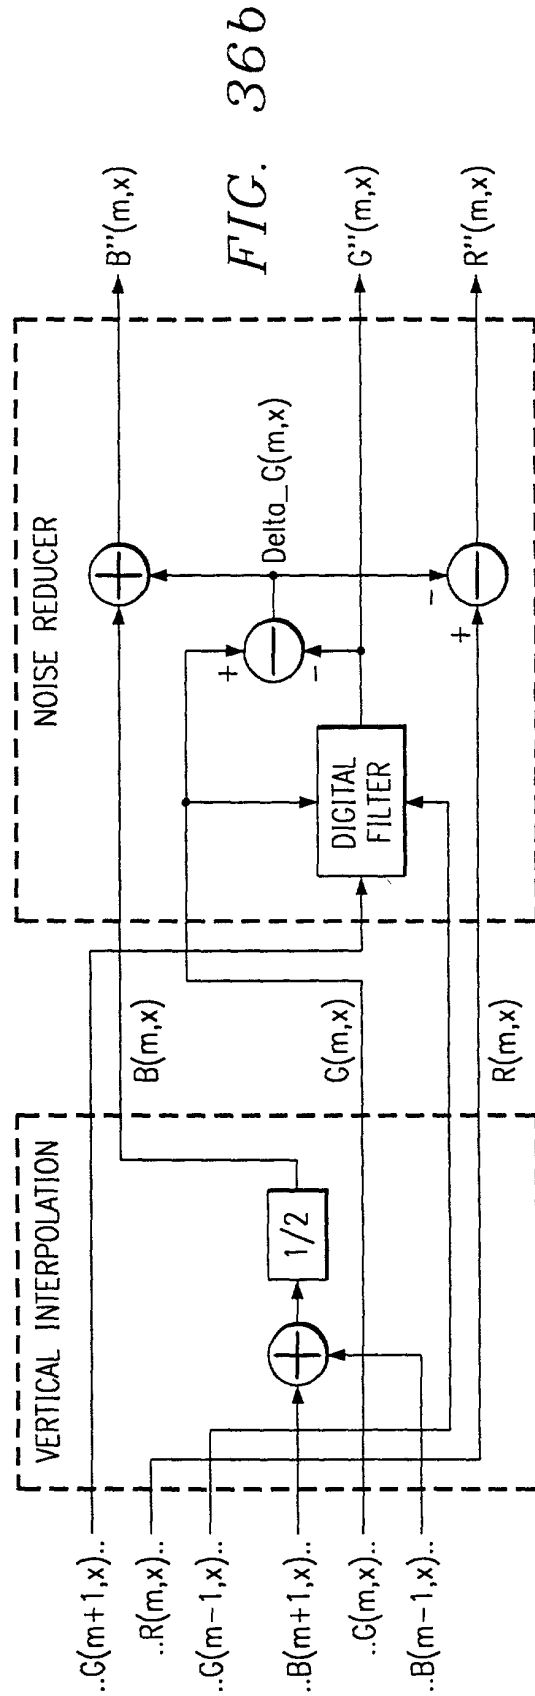 FIG. 36b
VERTICAL INTERPOLATION
NOISE REDUCER
..G(m+1,x)..
..R(m,x)..
..G(m-1,x)..
..B(m+1,x)..
..G(m,x)..
..B(m-1,x)..
+
1/2
B(m,x)
G(m,x)
R(m,x)
DIGITAL
FILTER
+
+
-
-
Delta_G(m,x)
-
+
-
B"(m,x)
G"(m,x)
R"(m,x)